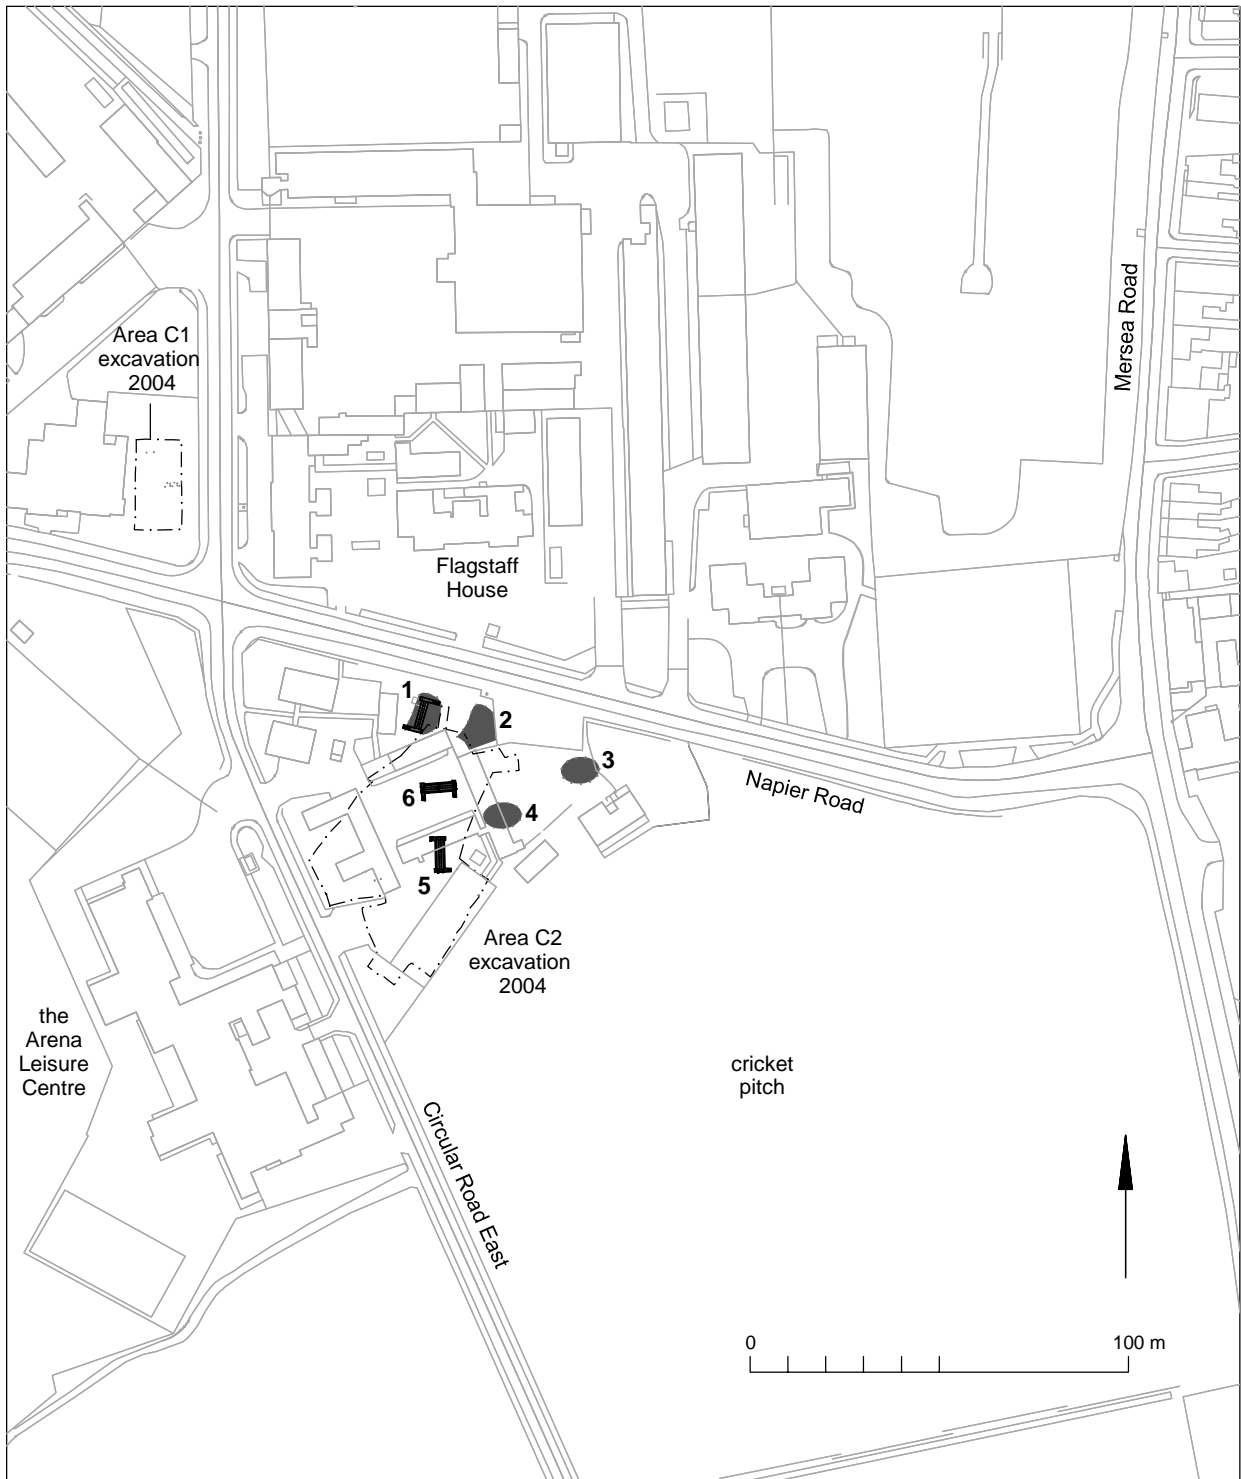 Area C1
excavation
2004
Mersea Road
Flagstaff
House
1
2
3
Napier Road
6
4
5
Area C2
excavation
2004
the
Arena
Leisure
Centre
cricket
pitch
Circular Road East
0 100 m